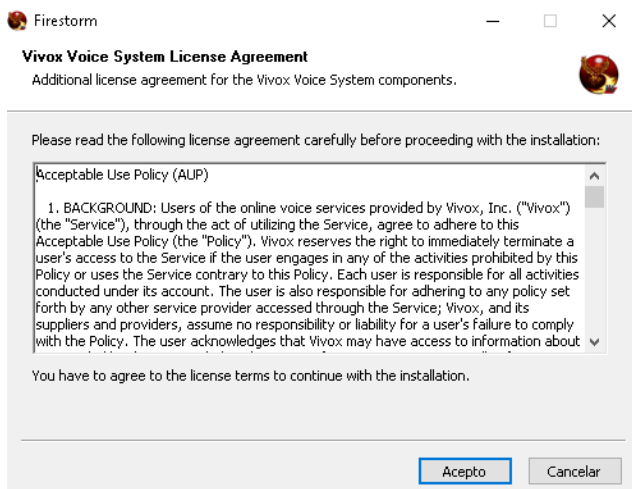 Firestorm
Vivox Voice System License Agreement
Additional license agreement for the Vivox Voice System components.
Please read the following license agreement carefully before proceeding with the installation:
Acceptable Use Policy (AUP)
1. BACKGROUND: Users of the online voice services provided by Vivox, Inc. ("Vivox")
(the "Service"), through the act of utilizing the Service, agree to adhere to this
Acceptable Use Policy (the "Policy"). Vivox reserves the right to immediately terminate a
user's access to the Service if the user engages in any of the activities prohibited by this
Policy or uses the Service contrary to this Policy. Each user is responsible for all activities
conducted under its account. The user is also responsible for adhering to any policy set
forth by any other service provider accessed through the Service; Vivox, and its
suppliers and providers, assume no responsibility or liability for a user's failure to comply
with the Policy. The user acknowledges that Vivox may have access to information about
You have to agree to the license terms to continue with the installation.
Acepto Cancelar